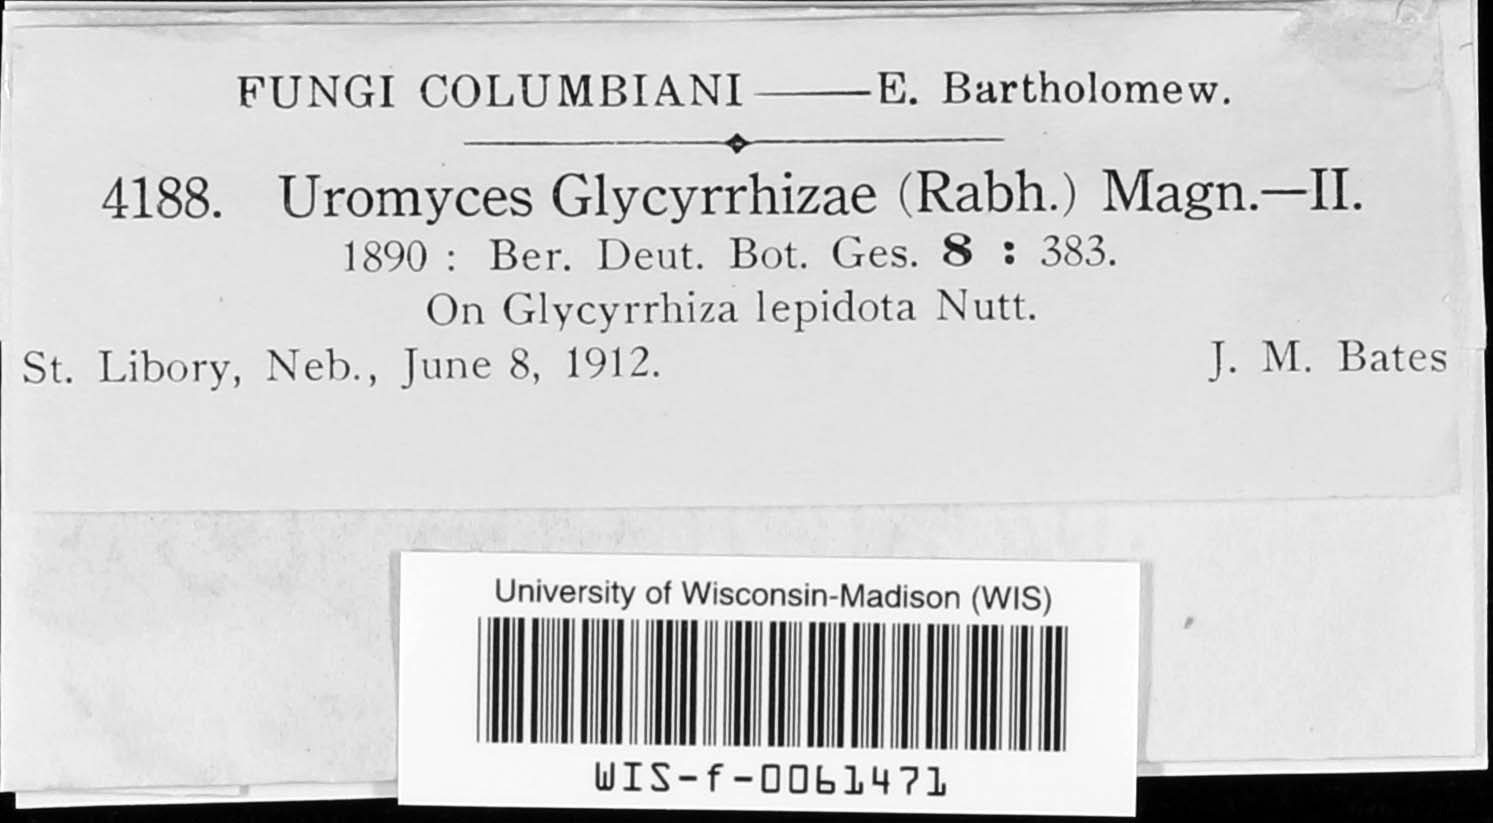 FUNGI COLUMBIANI — E. Bartholomew.
4188. Uromyces Glycyrrhizae (Rabh.) Magn.—II.
1890 : Ber. Deut. Bot. Ges. 8 : 383.
On Glycyrrhiza lepidota Nutt.
St. Libory, Neb., June 8, 1912. J. M. Bates
University of Wisconsin-Madison (WIS)
WIS-f-0061471